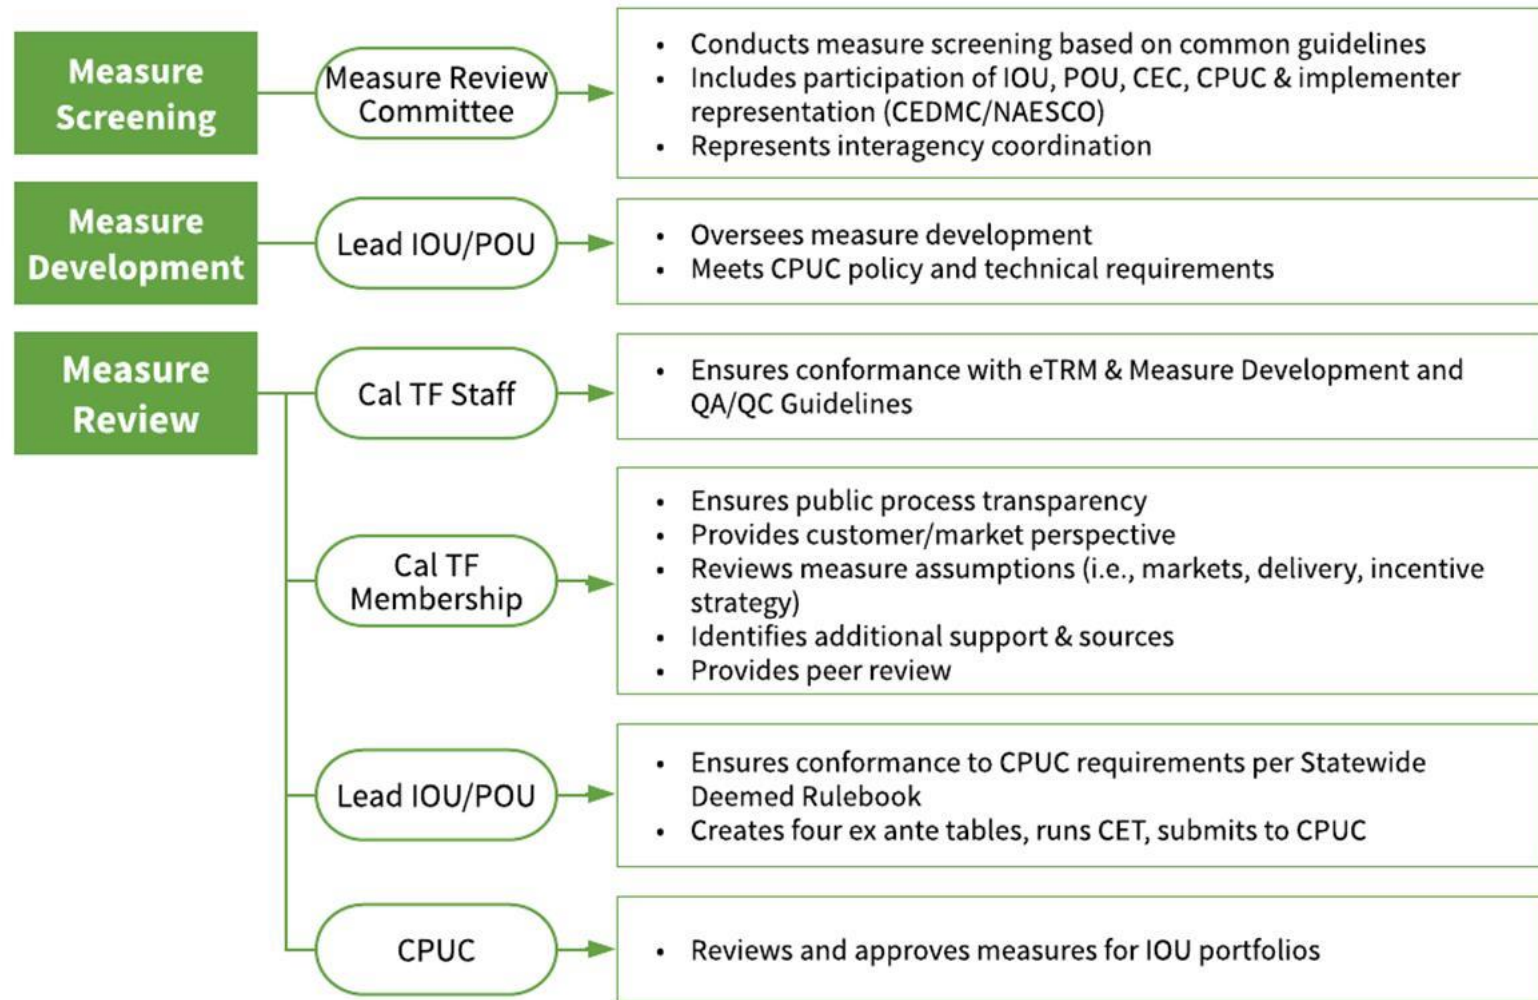 Measure
Screening
Measure Review
Committee
• Conducts measure screening based on common guidelines
• Includes participation of IOU, POU, CEC, CPUC & implementer
representation (CEDMC/NAESCO)
• Represents interagency coordination
Measure
Development
Lead IOU/POU
• Oversees measure development
• Meets CPUC policy and technical requirements
Measure
Review
Cal TF Staff
• Ensures conformance with eTRM & Measure Development and
QA/QC Guidelines
Cal TF
Membership
• Ensures public process transparency
• Provides customer/market perspective
• Reviews measure assumptions (i.e., markets, delivery, incentive
strategy)
• Identifies additional support & sources
• Provides peer review
Lead IOU/POU
• Ensures conformance to CPUC requirements per Statewide
Deemed Rulebook
• Creates four ex ante tables, runs CET, submits to CPUC
CPUC
• Reviews and approves measures for IOU portfolios